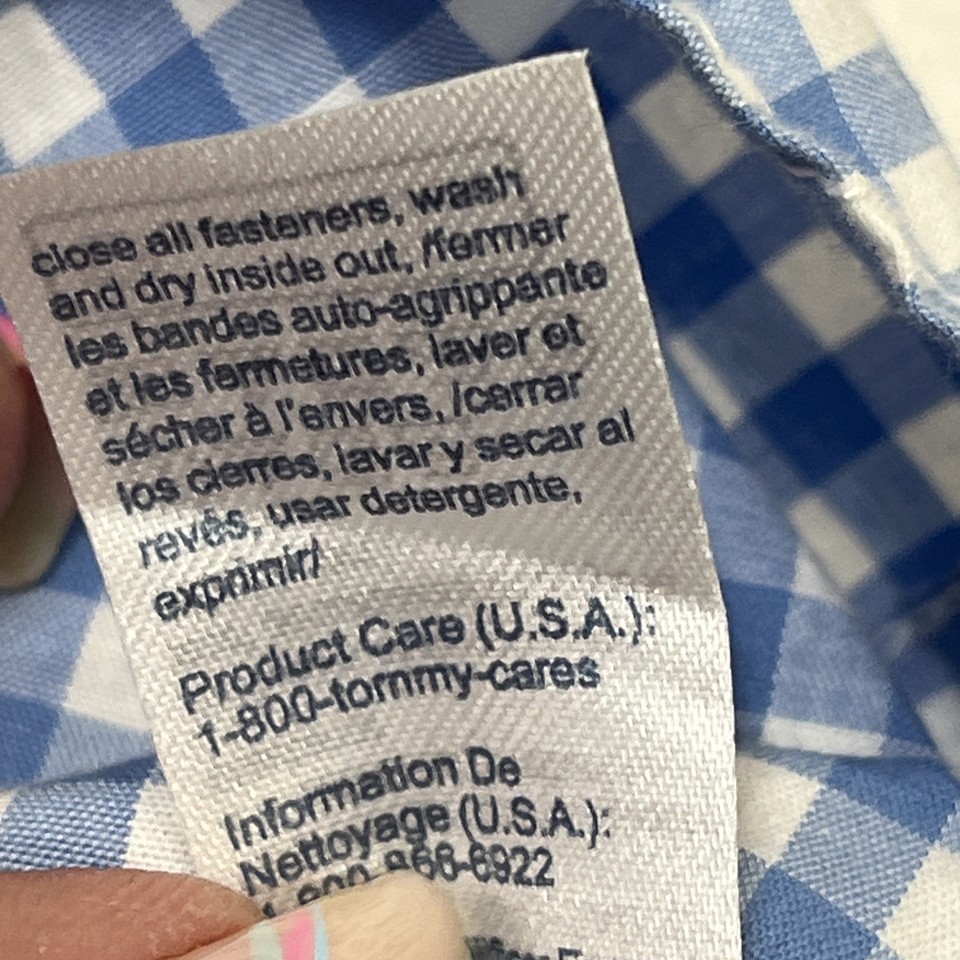 close all fasteners, wash
and dry inside out, /fermer
les bandes auto-agrippante
et les fermetures, laver et
sécher à l'envers, /cerrar
los cierres, lavar y secar al
revés, usar detergente,
exprimir/
Product Care (U.S.A.):
1-800-tommy-cares
Information De
Nettoyage (U.S.A.):